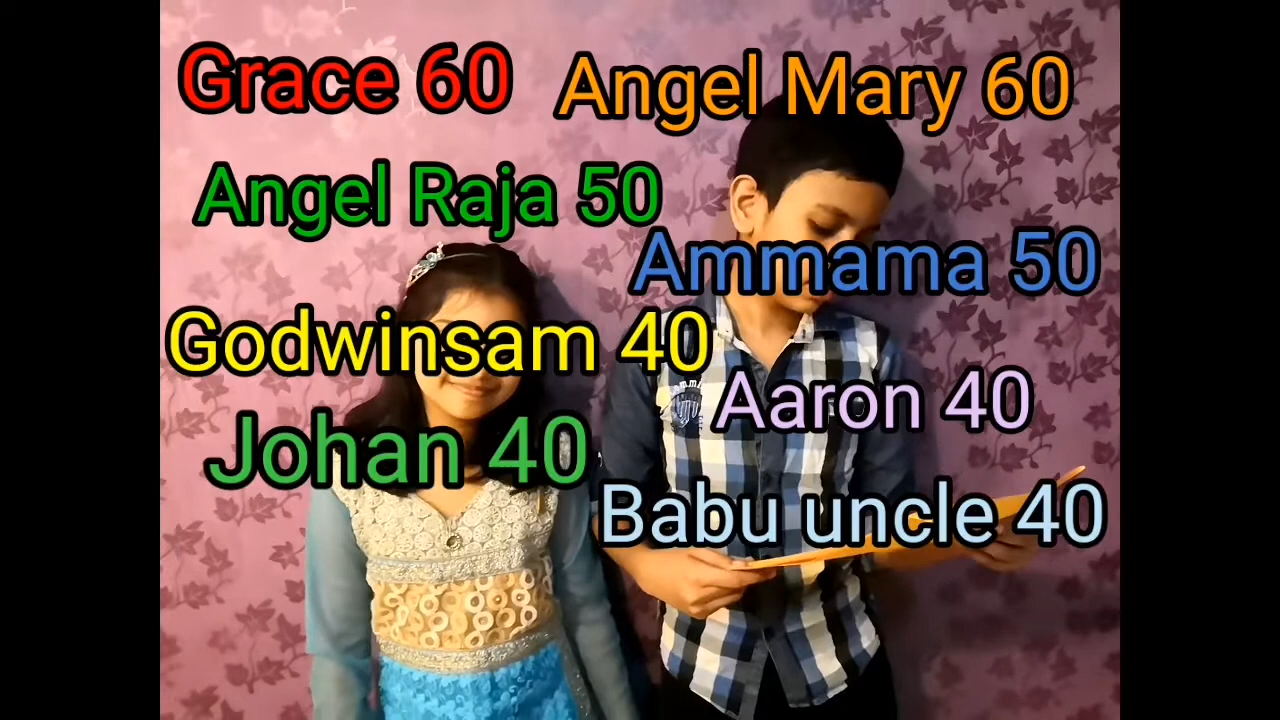 Grace 60
Angel Mary 60
Angel Raja 50
Ammama 50
Godwinsam 40
Aaron 40
Johan 40
Babu uncle 40